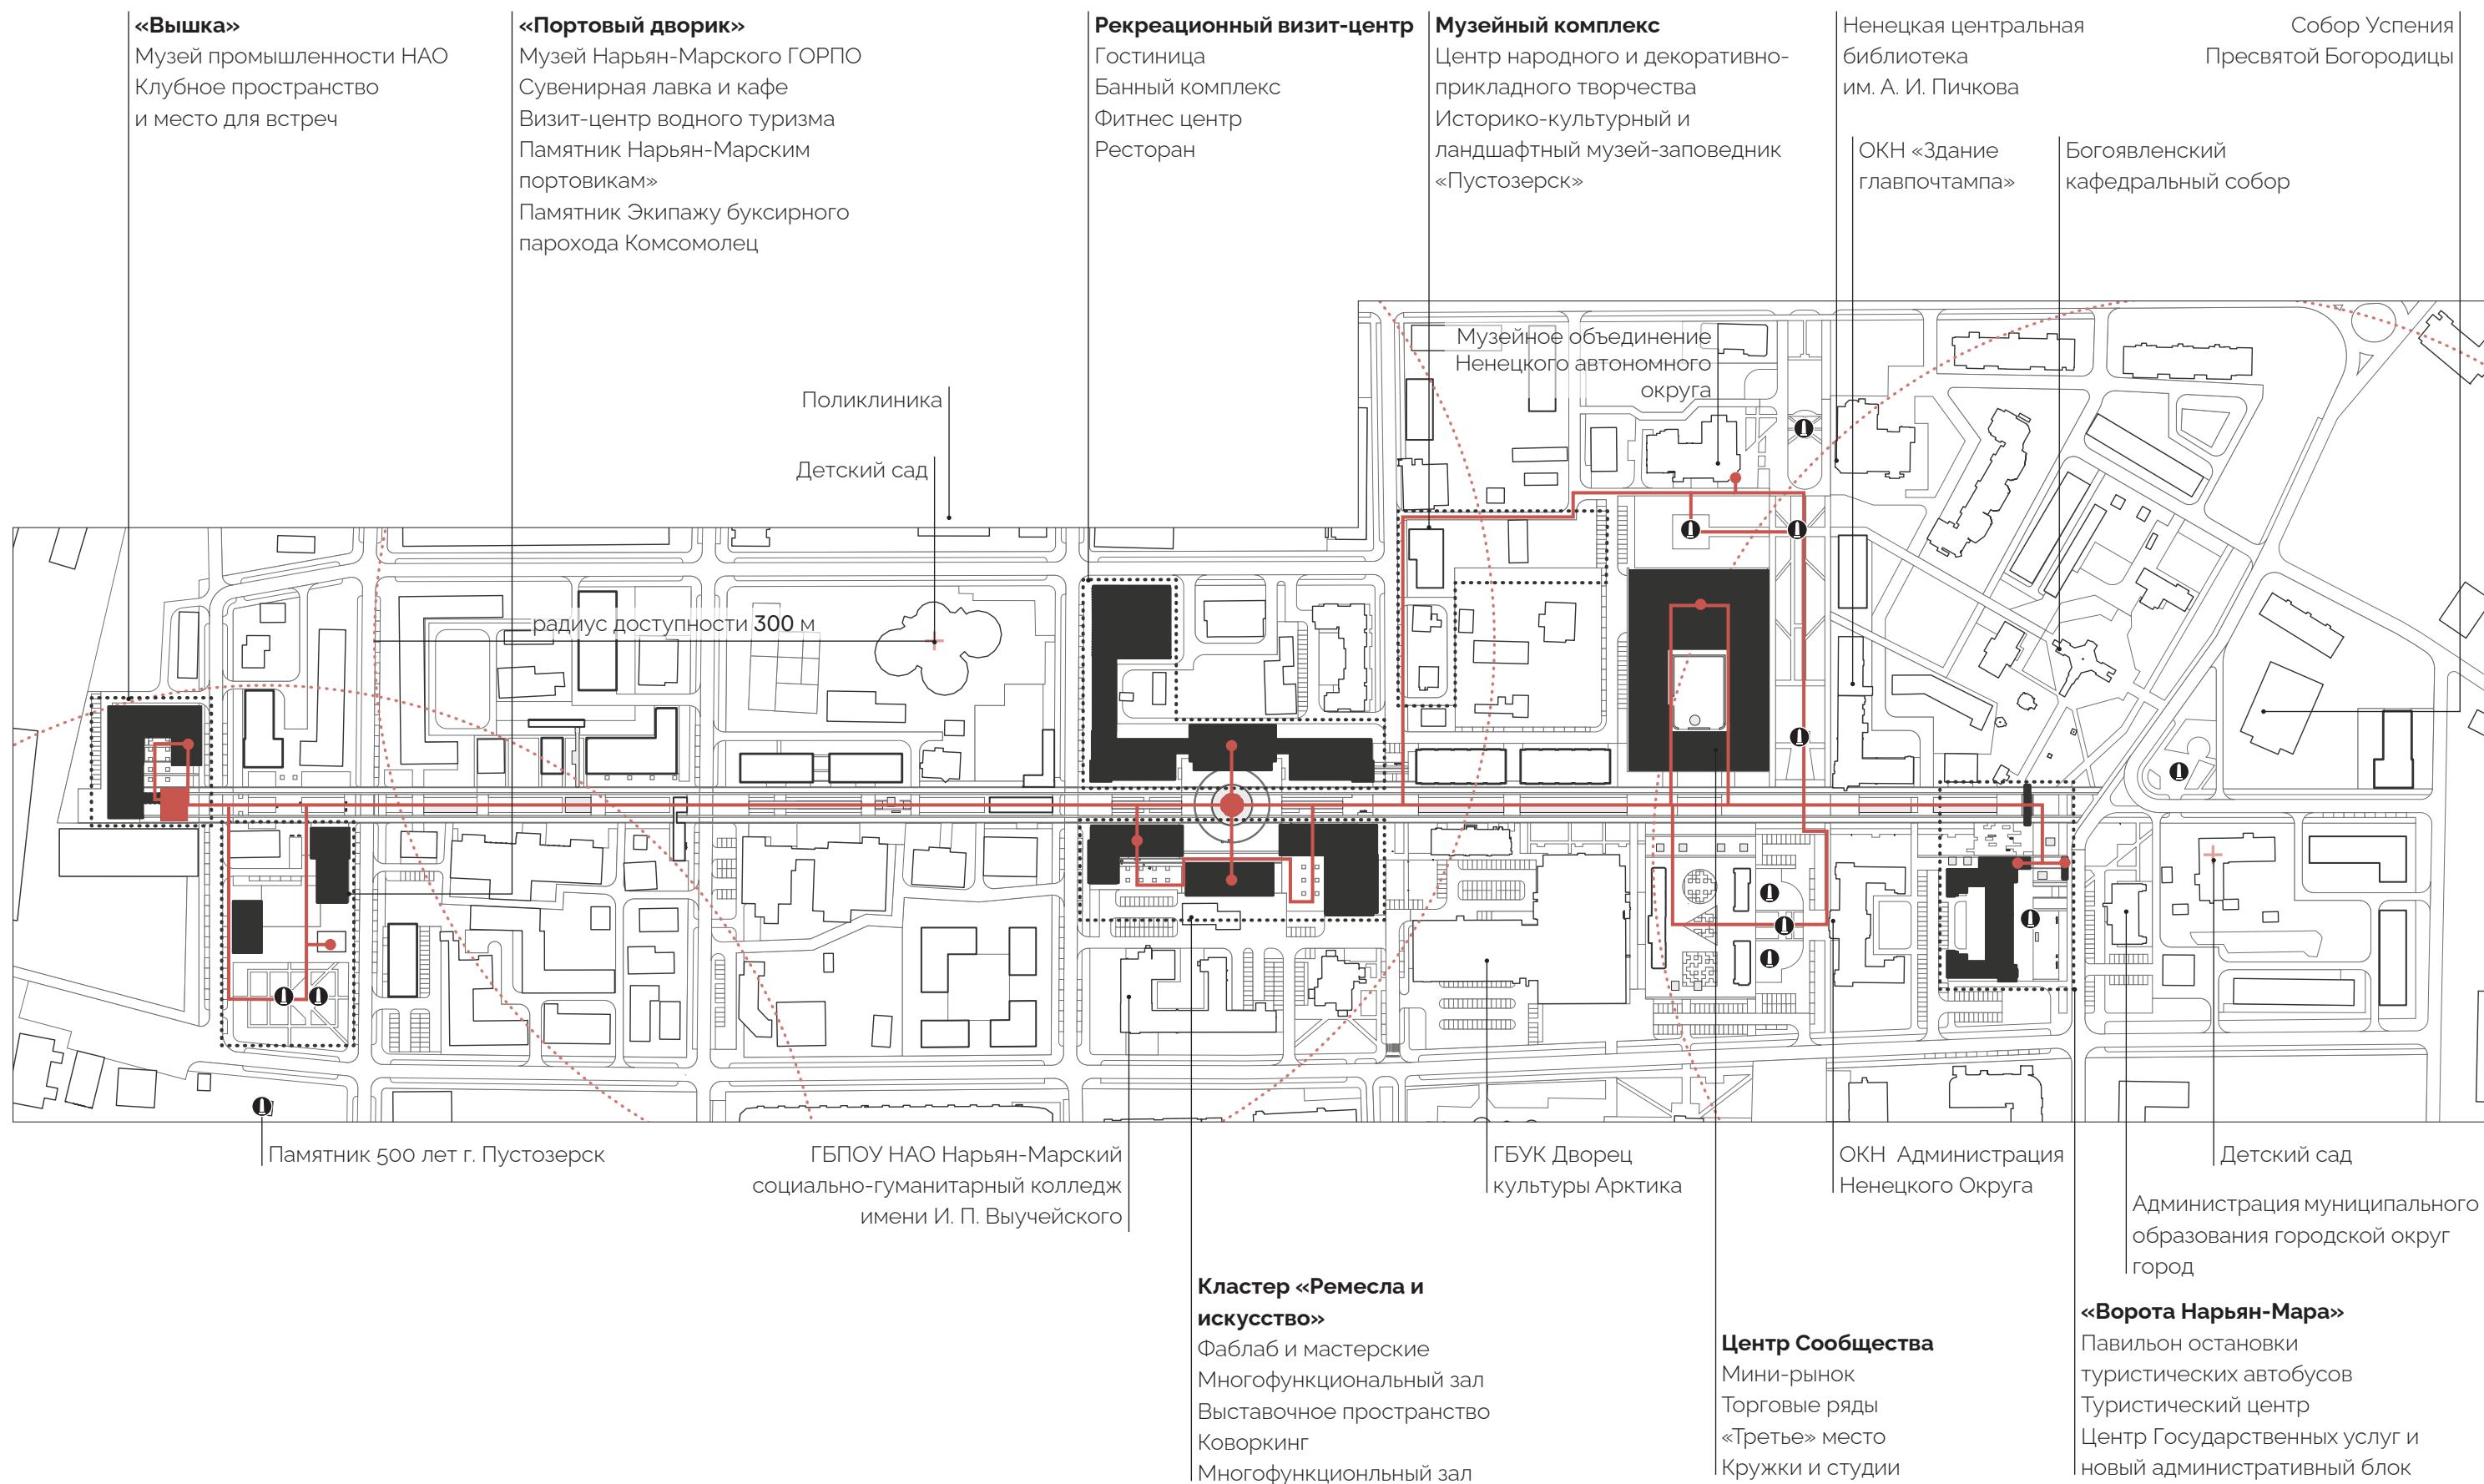 «Вышка»
Музей промышленности НАО
Клубное пространство
и место для встреч
«Портовый дворик»
Музей Нарьян-Марского ГОРПО
Сувенирная лавка и кафе
Визит-центр водного туризма
Памятник Нарьян-Марским
портовикам»
Памятник Экипажу буксирного
парохода Комсомолец
Рекреационный визит-центр
Гостиница
Банный комплекс
Фитнес центр
Ресторан
Музейный комплекс
Центр народного и декоративно-
прикладного творчества
Историко-культурный и
ландшафтный музей-заповедник
«Пустозерск»
Ненецкая центральная
библиотека
им. А. И. Пичкова
ОКН «Здание
главпочтампа»
Богоявленский
кафедральный собор
Собор Успения
Пресвятой Богородицы
Музейное объединение
Ненецкого автономного
округа
Поликлиника
Детский сад
радиус доступности 300 м
Памятник 500 лет г. Пустозерск
ГБПОУ НАО Нарьян-Марский
социально-гуманитарный колледж
имени И. П. Выучейского
Кластер «Ремесла и
искусство»
Фаблаб и мастерские
Многофункциональный зал
Выставочное пространство
Коворкинг
Многофункционльный зал
ГБУК Дворец
культуры Арктика
Центр Сообщества
Мини-рынок
Торговые ряды
«Третье» место
Кружки и студии
ОКН Администрация
Ненецкого Округа
«Ворота Нарьян-Мара»
Павильон остановки
туристических автобусов
Туристический центр
Центр Государственных услуг и
новый административный блок
Администрация муниципального
образования городской округ
город
Детский сад